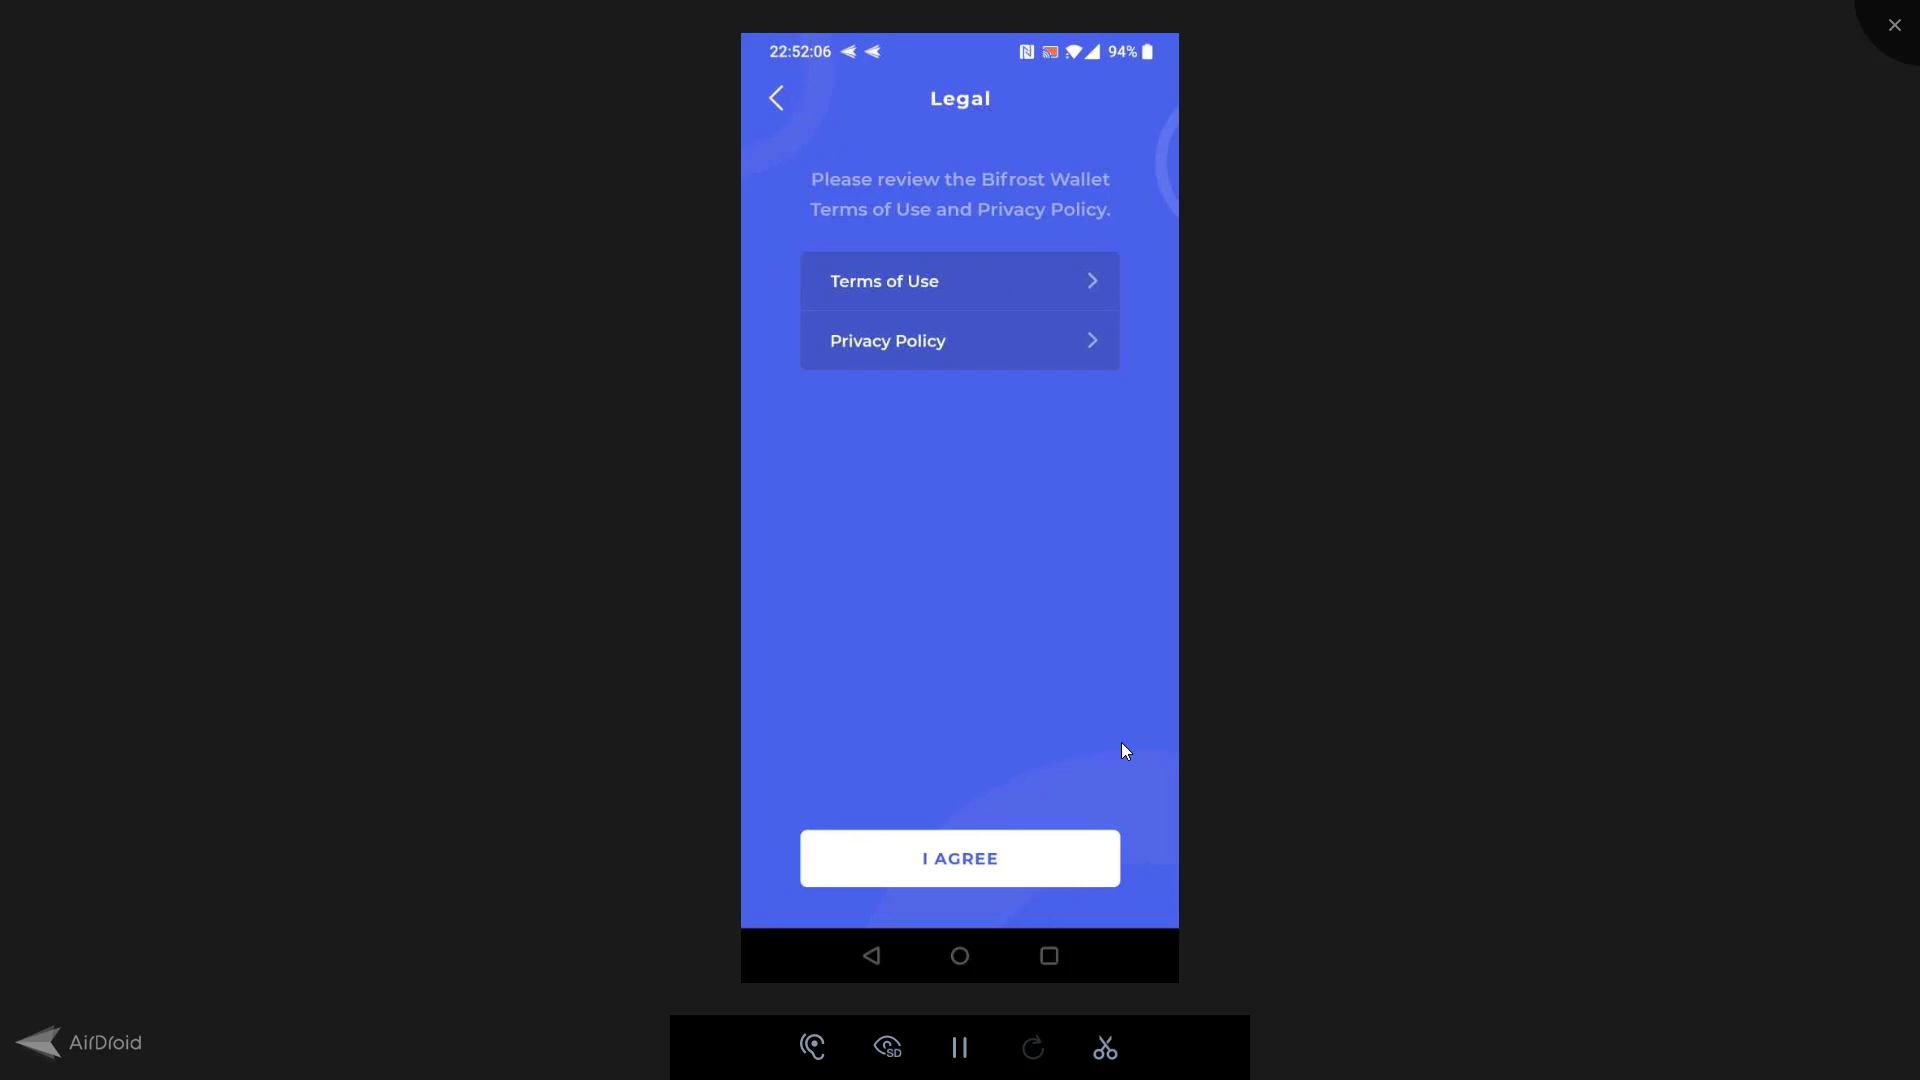 22:52:06 94%
Legal
Please review the Bifrost Wallet
Terms of Use and Privacy Policy.
Terms of Use
Privacy Policy
I AGREE
SD
AirDroid